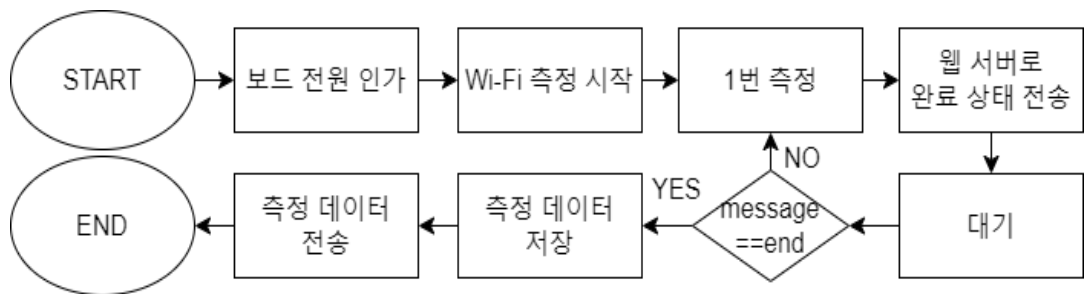 START
보드 전원 인가
Wi-Fi 측정 시작
1번 측정
웹 서버로
완료 상태 전송
NO
대기
message
==end
YES
측정 데이터
저장
측정 데이터
전송
END